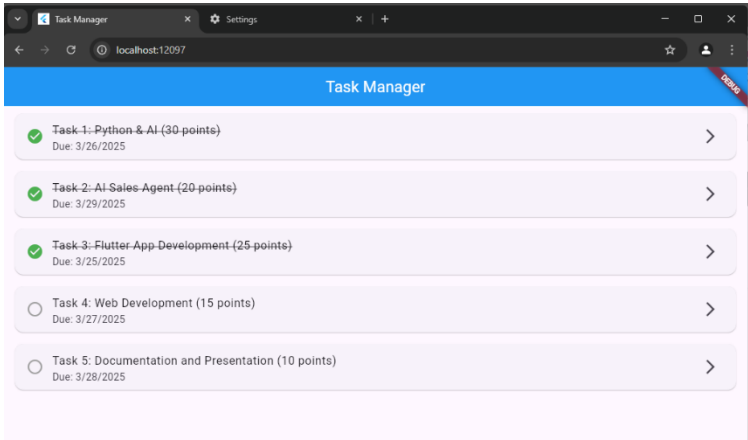 Task Manager
Settings
localhost:12097
Task Manager
DEBUG
Task 1: Python & AI (30 points)
Due: 3/26/2025
Task 2: AI Sales Agent (20 points)
Due: 3/29/2025
Task 3: Flutter App Development (25 points)
Due: 3/25/2025
Task 4: Web Development (15 points)
Due: 3/27/2025
Task 5: Documentation and Presentation (10 points)
Due: 3/28/2025